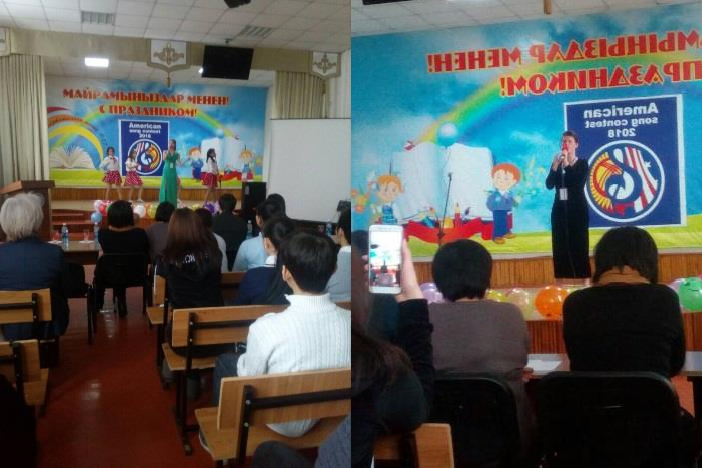 МАЙРАМЫҢЫЗДАР МЕНЕН!
С ПРАЗДНИКОМ!
American
song contest
2018
МЫҢЫЗДАР МЕНЕН!
ПРАЗДНИКОМ!
American
song contest
2018